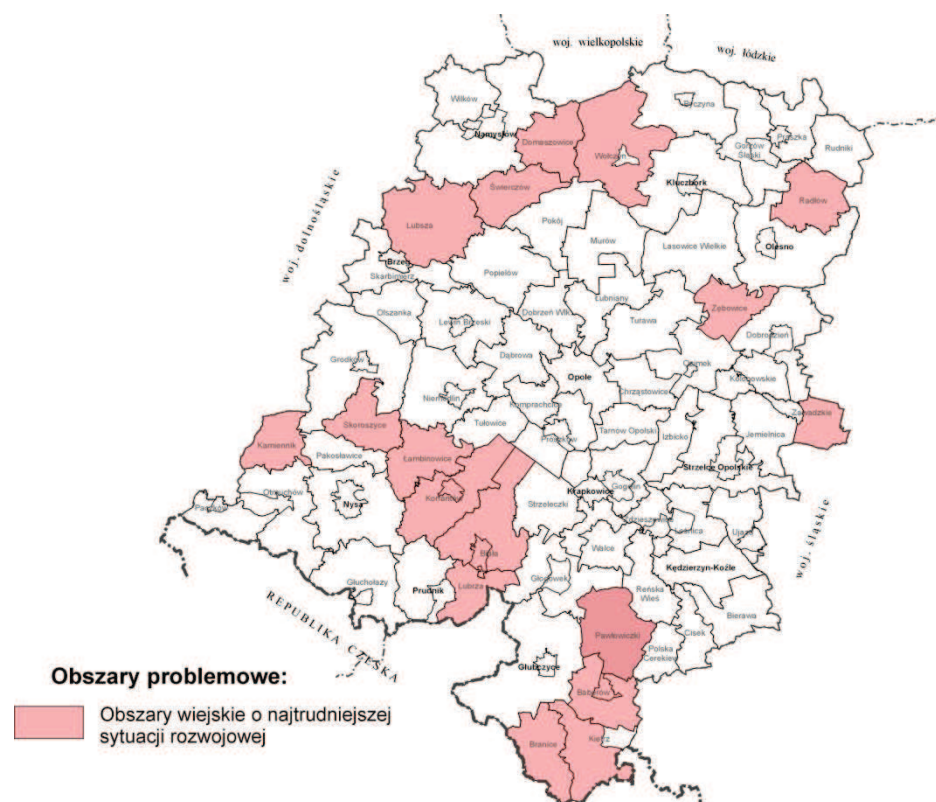 woj. wielkopolskie
woj. łódzkie
Wilków
Byczyna
Namysłów
Domaszowice
Wołczyn
Praszka
Gorzów
Śląski
Rudniki
Kluczbork
Świerczów
Radłów
Lubsza
Pokój
Murów
Lasowice Wielkie
Olesno
woj. dolnośląskie
Brzeg
Skarbimierz
Popielów
Zębowice
Olszanka
Lewin Brzeski
Dobrzeń Wlk.
Łubniany
Turawa
Dobrodzień
Grodków
Dąbrowa
Opole
Ozimek
Kolonowskie
Niemodlin
Komprachcice
Chrząstowice
Zawadzkie
Skoroszyce
Tułowice
Prószków
Tarnów Opolski
Izbicko
Jemielnica
Kamiennik
Pakosławice
Łambinowice
Strzelce Opolskie
Otmuchów
Nysa
Korfantów
Strzeleczki
Krapkowice
Gogolin
Paczków
Zdzieszowice
Leśnica
Ujazd
woj. śląskie
Biała
Walce
Głuchołazy
Prudnik
Lubrza
Głogówek
Kędzierzyn-Koźle
Reńska
Wieś
Bierawa
REPUBLIKA CZESKA
Pawłowiczki
Cisek
Polska
Cerekiew
Głubczyce
Baborów
Branice
Kietrz
Obszary problemowe:
Obszary wiejskie o najtrudniejszej
sytuacji rozwojowej